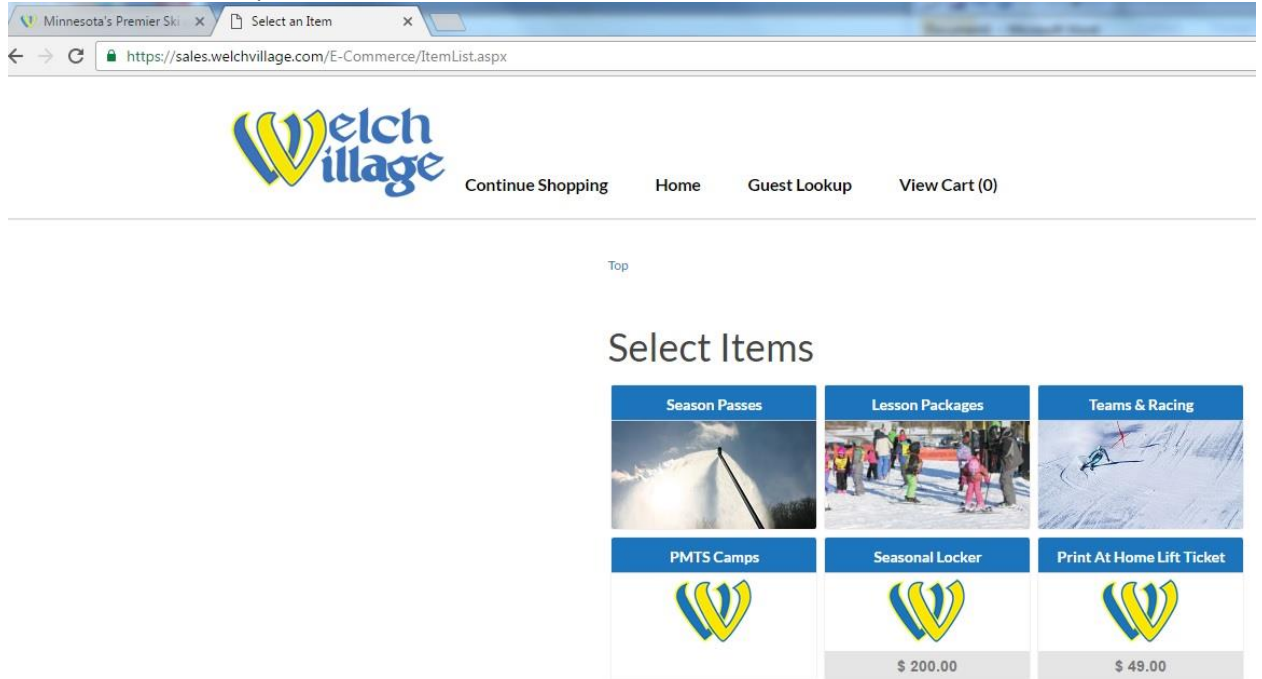 Minnesota's Premier Ski
Select an Item
https://sales.welchvillage.com/E-Commerce/ItemList.aspx
Welch
Village
Continue Shopping Home Guest Lookup View Cart (0)
Top
Select Items
Season Passes Lesson Packages Teams & Racing
PMTS Camps Seasonal Locker Print At Home Lift Ticket
$ 200.00 $ 49.00